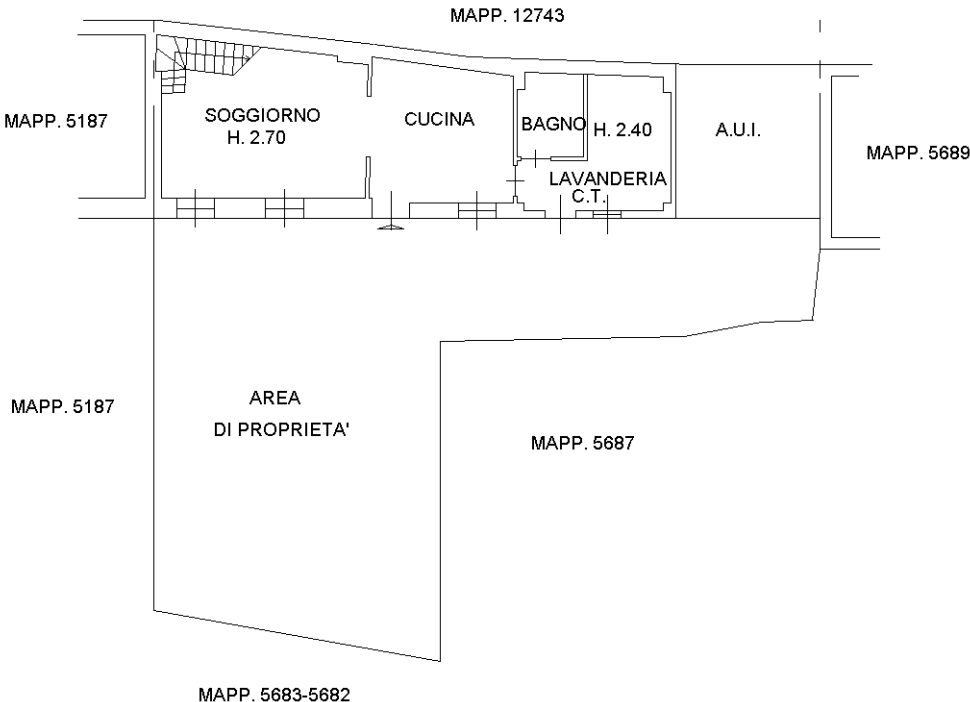 MAPP. 12743
MAPP. 5187
SOGGIORNO
H. 2.70
CUCINA
BAGNO
H. 2.40
A.U.I.
MAPP. 5689
LAVANDERIA
C.T.
MAPP. 5187
AREA
DI PROPRIETA'
MAPP. 5687
MAPP. 5683-5682